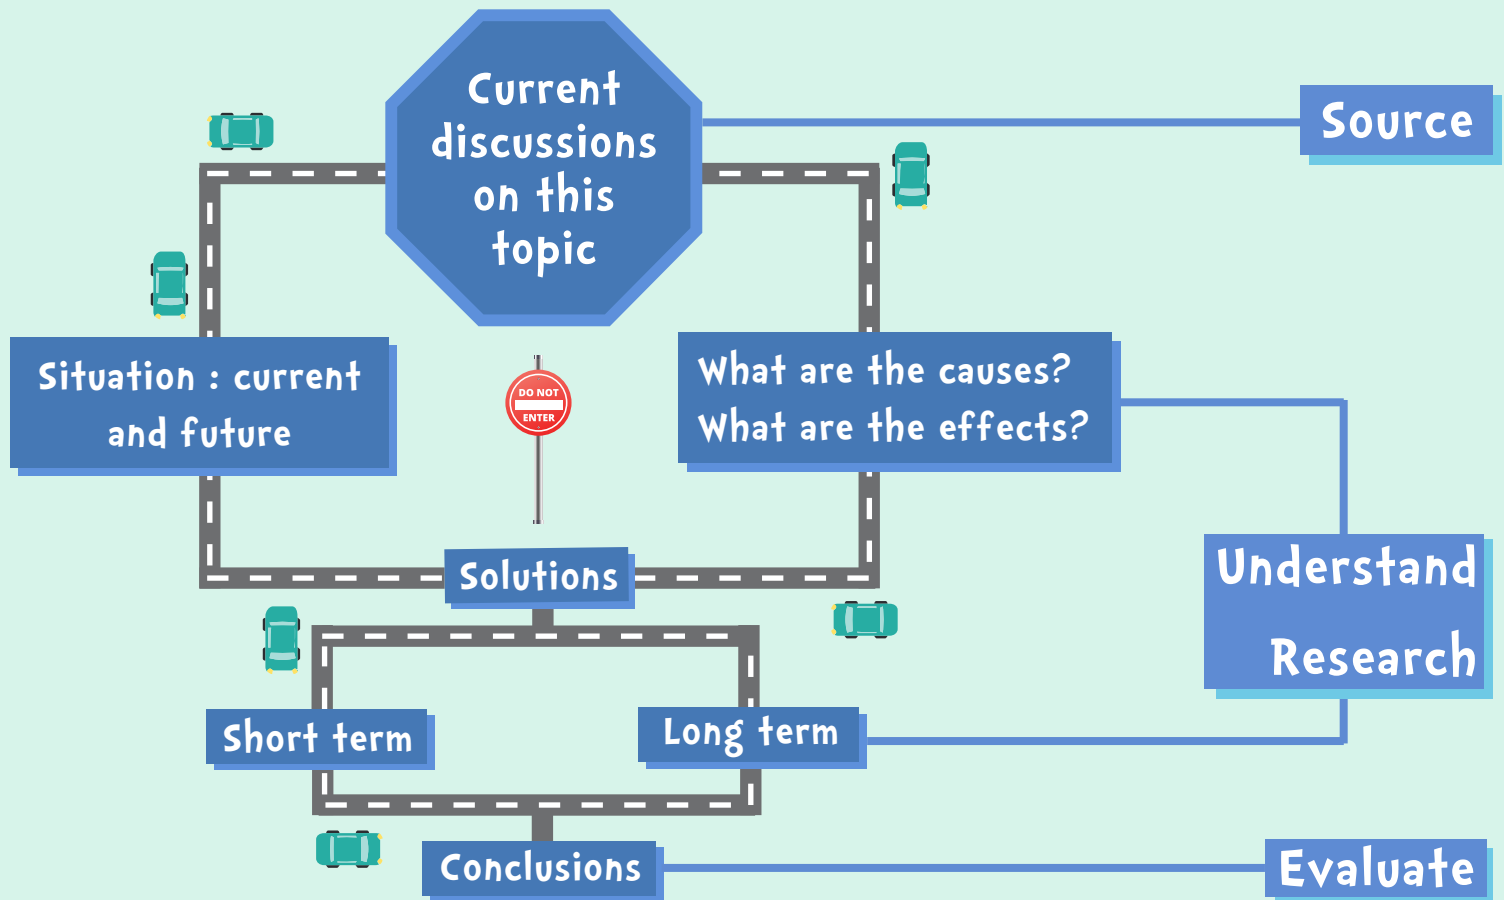 Current
discussions
on this
topic
Source
Situation : current
and future
DO NOT
ENTER
What are the causes?
What are the effects?
Solutions
Understand
Research
Short term
Long term
Conclusions
Evaluate